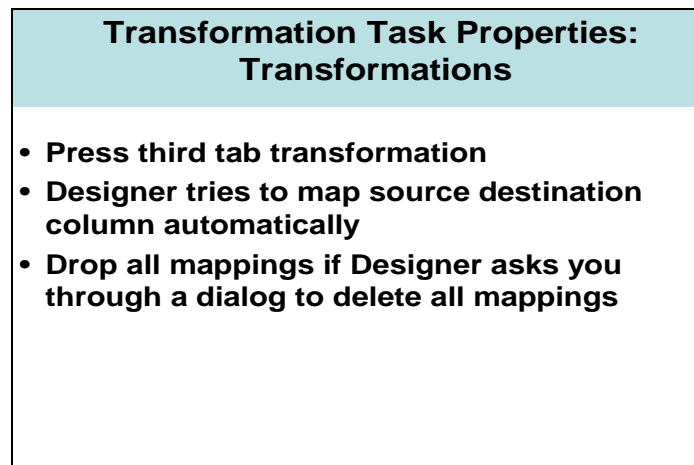 Transformation Task Properties:
Transformations
• Press third tab transformation
• Designer tries to map source destination
column automatically
• Drop all mappings if Designer asks you
through a dialog to delete all mappings